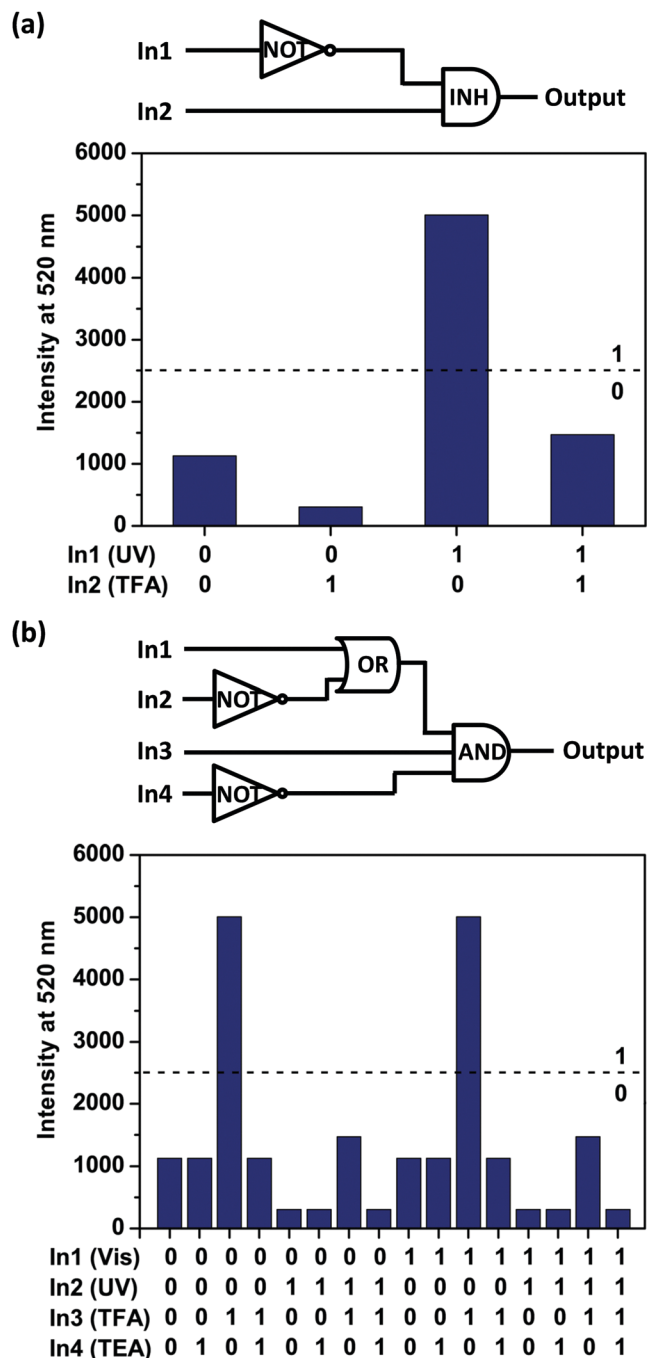 (a)
In1
NOT
In2
INH
Output
6000
5000
4000
3000
2000
1000
0
Intensity at 520 nm
1
0
In1 (UV) 0 0 1 1
In2 (TFA) 0 1 0 1
(b)
In1
OR
In2
NOT
In3
AND
Output
In4
NOT
6000
5000
4000
3000
2000
1000
0
Intensity at 520 nm
1
0
In1 (Vis) 0 0 0 0 0 0 0 0 1 1 1 1 1 1 1 1
In2 (UV) 0 0 0 0 1 1 1 1 0 0 0 0 1 1 1 1
In3 (TFA) 0 0 1 1 0 0 1 1 0 0 1 1 0 0 1 1
In4 (TEA) 0 1 0 1 0 1 0 1 0 1 0 1 0 1 0 1